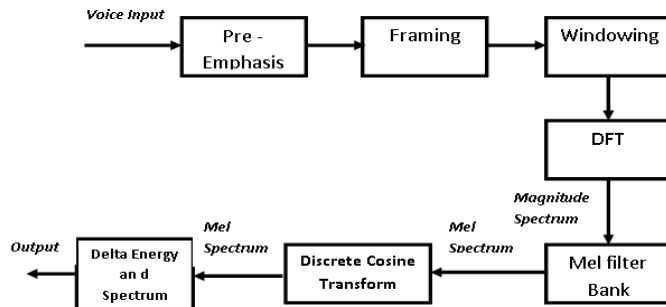 Voice Input
Pre -
Emphasis
Framing
Windowing
DFT
Magnitude
Spectrum
Mel filter
Bank
Mel
Spectrum
Discrete Cosine
Transform
Mel
Spectrum
Delta Energy
an d
Spectrum
Output